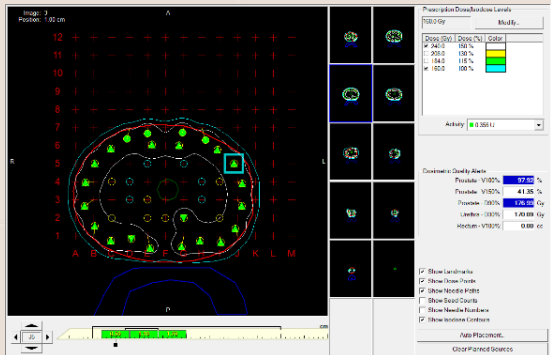 Image: 3
Position: 1.00 cm
A
12
11
10
9
8
7
6
5
4
3
2
1
R
L
A B C D E F G H I J K L M
P
Prescription Dose/Isodose Levels
160.0 Gy
Modify...
Dose (Gy) Dose (%) Color
240.0 150 %
208.0 130 %
184.0 115 %
160.0 100 %
Activity
0.356 U
Dosimetric Quality Alerts
Prostate - V100% 97.92 %
Prostate - V150% 41.35 %
Prostate - D90% 176.99 Gy
Urethra - D30% 170.09 Gy
Rectum - V100% 0.00 cc
Show Landmarks
Show Dose Points
Show Needle Paths
Show Seed Counts
Show Needle Numbers
Show Isodose Contours
Auto Placement...
Clear Planned Sources